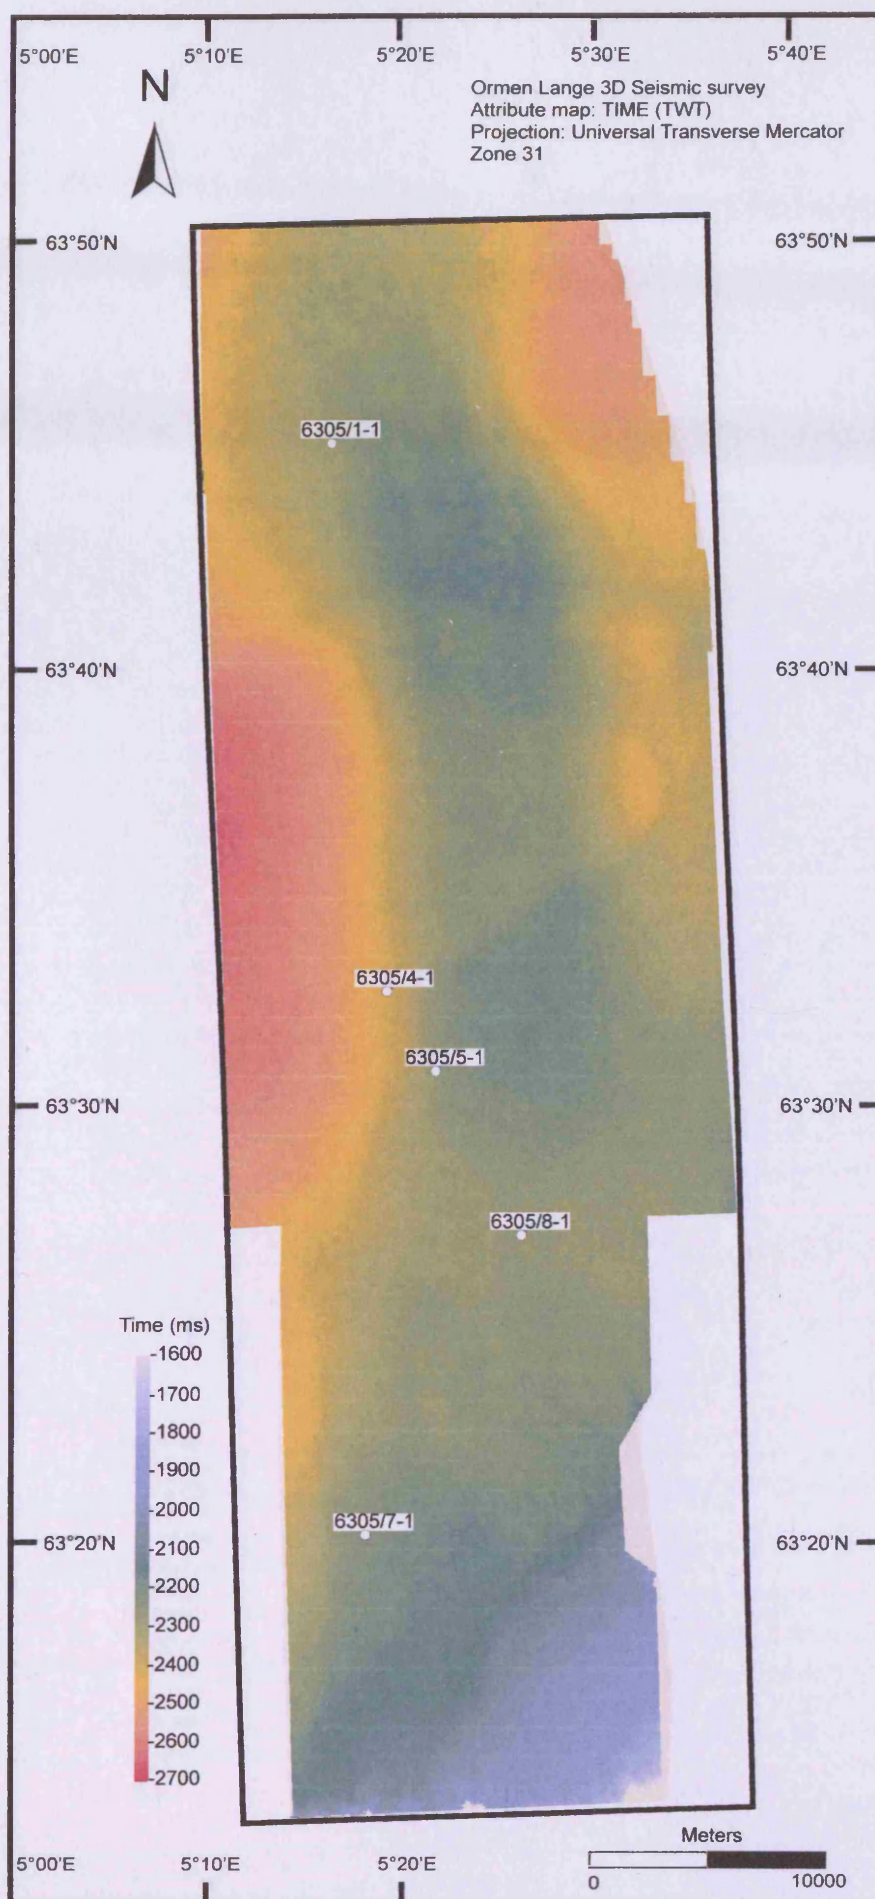 5°00'E 5°10'E 5°20'E 5°30'E 5°40'E
N
Ormen Lange 3D Seismic survey
Attribute map: TIME (TWT)
Projection: Universal Transverse Mercator
Zone 31
63°50'N 63°50'N
6305/1-1
63°40'N 63°40'N
6305/4-1
6305/5-1
63°30'N 63°30'N
6305/8-1
Time (ms)
-1600
-1700
-1800
-1900
-2000
-2100
-2200
-2300
-2400
-2500
-2600
-2700
6305/7-1
63°20'N 63°20'N
Meters
5°00'E 5°10'E 5°20'E
0 10000